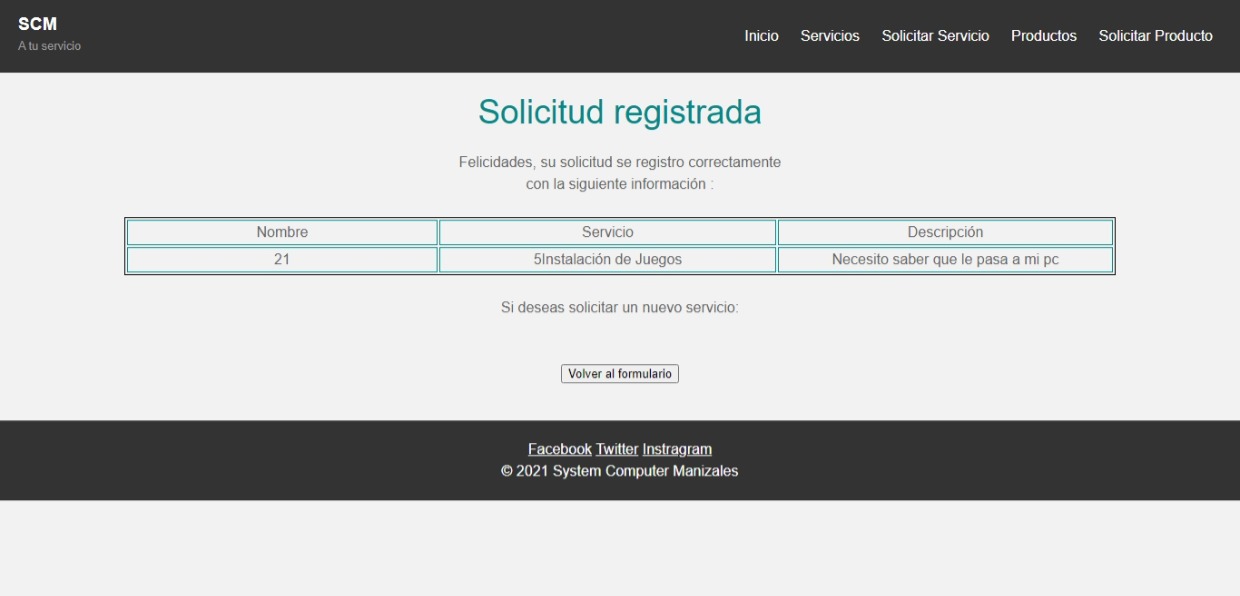 SCM
A tu servicio
Inicio Servicios Solicitar Servicio Productos Solicitar Producto
Solicitud registrada
Felicidades, su solicitud se registro correctamente
con la siguiente información :
Nombre Servicio Descripción
21 5Instalación de Juegos Necesito saber que le pasa a mi pc
Si deseas solicitar un nuevo servicio:
Volver al formulario
Facebook Twitter Instragram
© 2021 System Computer Manizales